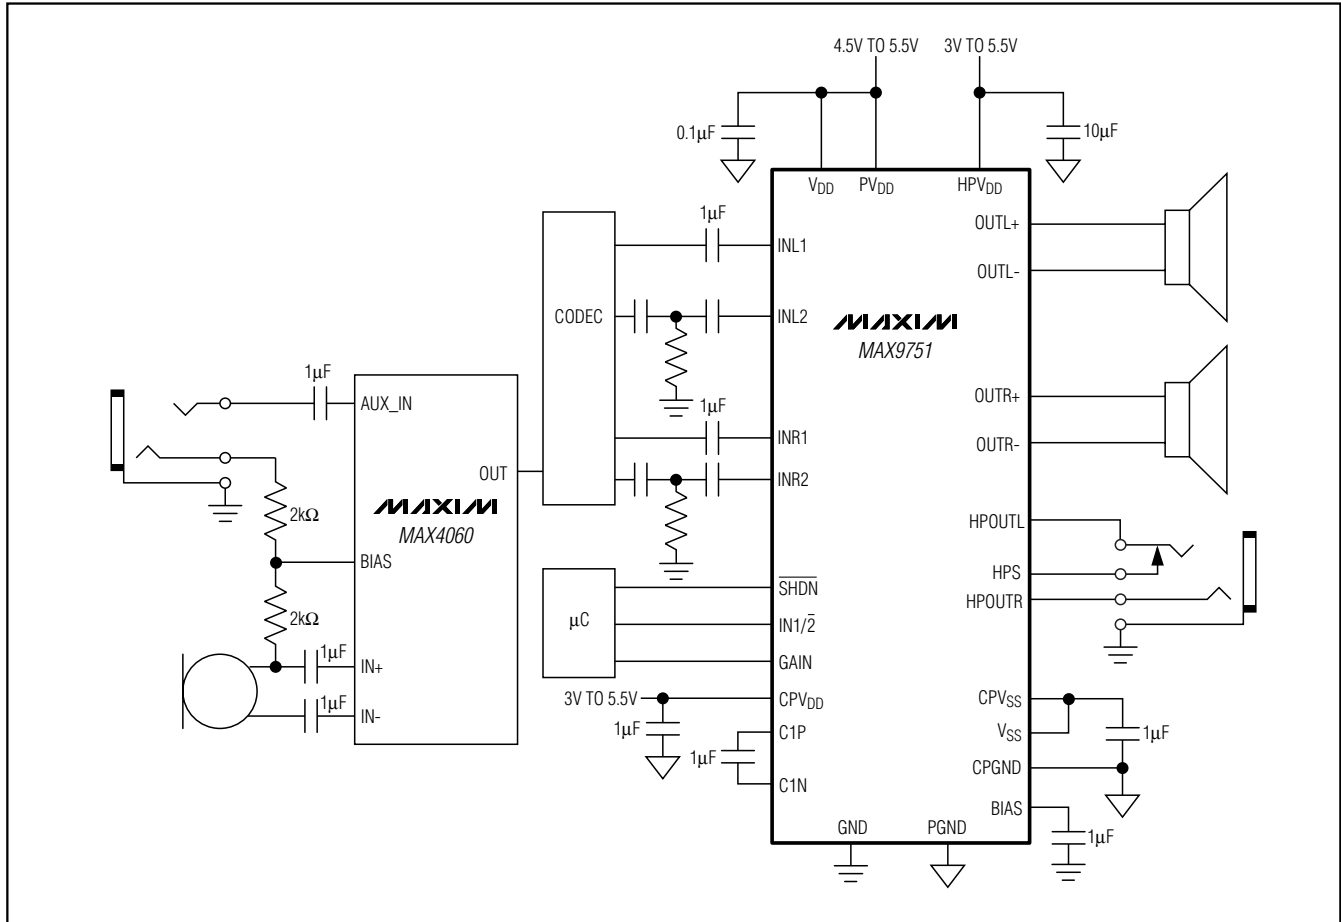 4.5V TO 5.5V 3V TO 5.5V
0.1μF
10μF
VDD PVDD HPVDD
1μF
INL1
OUTL+
OUTL-
CODEC
INL2
MAXIM
MAX9751
1μF
AUX_IN
1μF
INR1
INR2
OUTR+
OUTR-
OUT
MAXIM
MAX4060
2kΩ
BIAS
2kΩ
1μF
IN+
1μF
IN-
HPOUTL
HPS
HPOUTR
μC
SHDN
IN1/2
GAIN
3V TO 5.5V
CPVDD
1μF
C1P
1μF
C1N
CPVSS
VSS
1μF
CPGND
BIAS
1μF
GND PGND